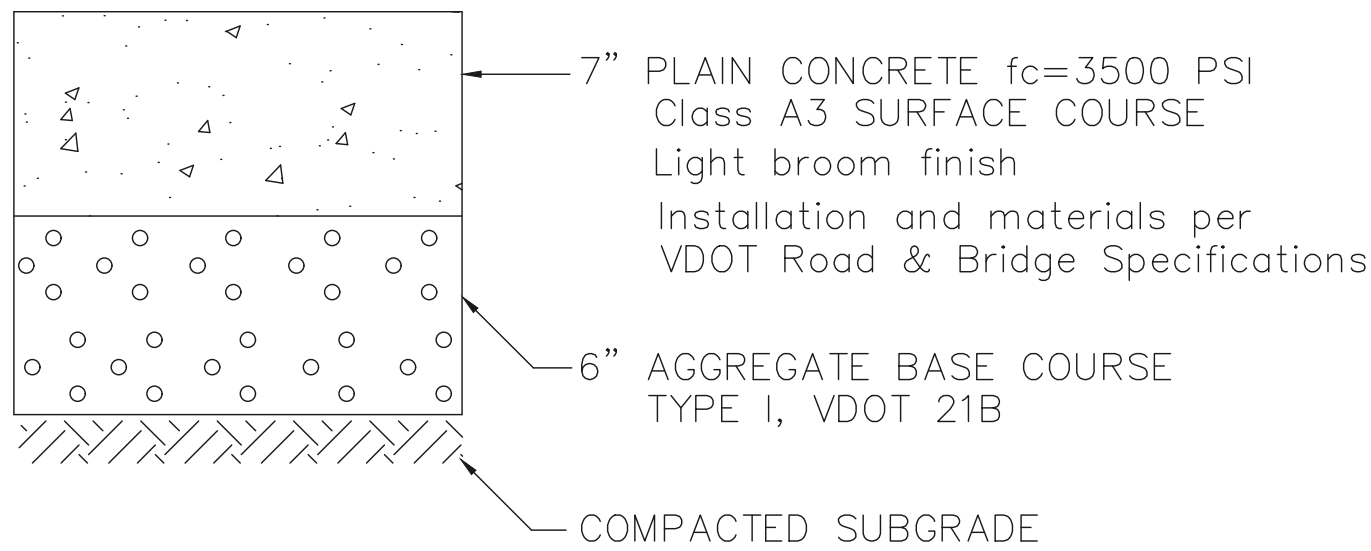 7” PLAIN CONCRETE fc=3500 PSI
Class A3 SURFACE COURSE
Light broom finish
Installation and materials per
VDOT Road & Bridge Specifications
6” AGGREGATE BASE COURSE
TYPE I, VDOT 21B
COMPACTED SUBGRADE